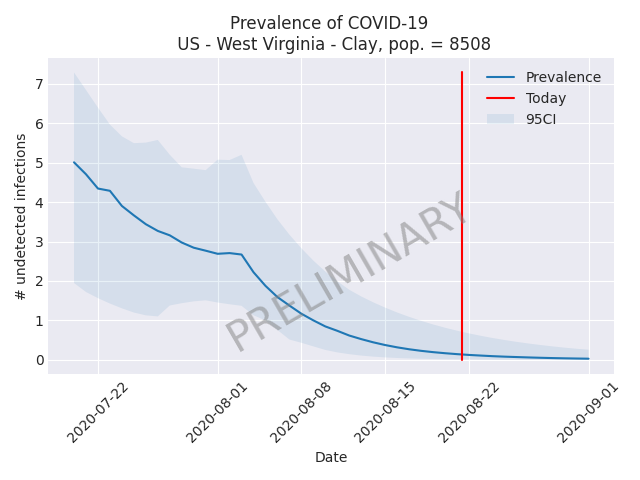 Prevalence of COVID-19
US - West Virginia - Clay, pop. = 8508
# undetected infections
7
6
5
4
3
2
1
0
Prevalence
Today
95CI
PRELIMINARY
2020-07-22
2020-08-01
2020-08-08
2020-08-15
2020-08-22
2020-09-01
Date